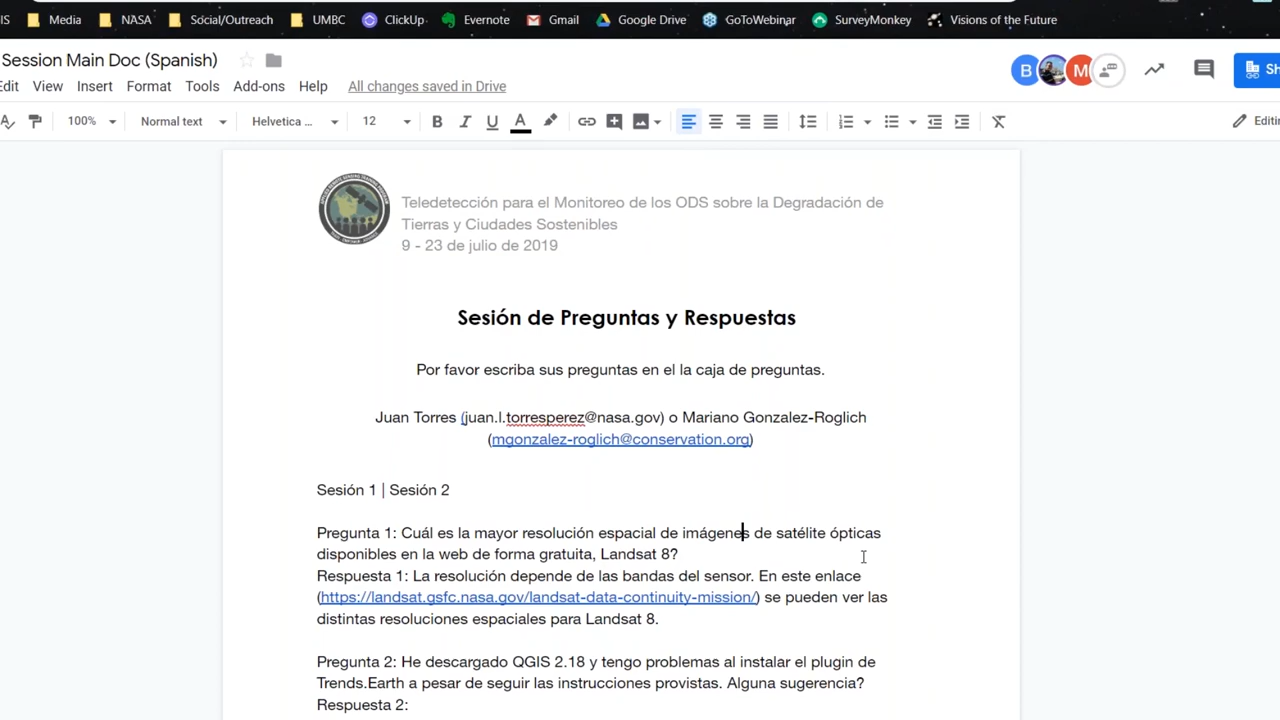 IS Media NASA Social/Outreach UMBC ClickUp Evernote Gmail Google Drive GoToWebinar SurveyMonkey Visions of the Future
Session Main Doc (Spanish)
Edit View Insert Format Tools Add-ons Help All changes saved in Drive
B M Sh
100% Normal text Helvetica ... 12 B I U A Editin
Teledetección para el Monitoreo de los ODS sobre la Degradación de
Tierras y Ciudades Sostenibles
9 - 23 de julio de 2019
Sesión de Preguntas y Respuestas
Por favor escriba sus preguntas en el la caja de preguntas.
Juan Torres (juan.l.torresperez@nasa.gov) o Mariano Gonzalez-Roglich
(mgonzalez-roglich@conservation.org)
Sesión 1 | Sesión 2
Pregunta 1: Cuál es la mayor resolución espacial de imágenes de satélite ópticas
disponibles en la web de forma gratuita, Landsat 8?
Respuesta 1: La resolución depende de las bandas del sensor. En este enlace
(https://landsat.gsfc.nasa.gov/landsat-data-continuity-mission/) se pueden ver las
distintas resoluciones espaciales para Landsat 8.
Pregunta 2: He descargado QGIS 2.18 y tengo problemas al instalar el plugin de
Trends.Earth a pesar de seguir las instrucciones provistas. Alguna sugerencia?
Respuesta 2: